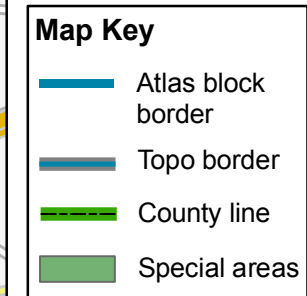 Map Key
Atlas block
border
Topo border
County line
Special areas